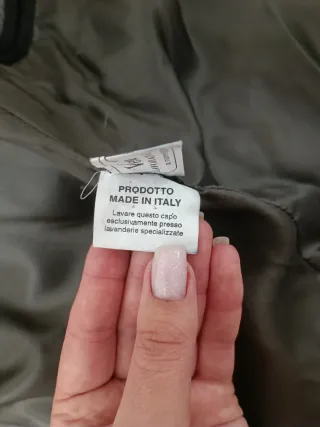 PRODOTTO
MADE IN ITALY
Lavare questo capo
esclusivamente presso
lavanderie specializzate